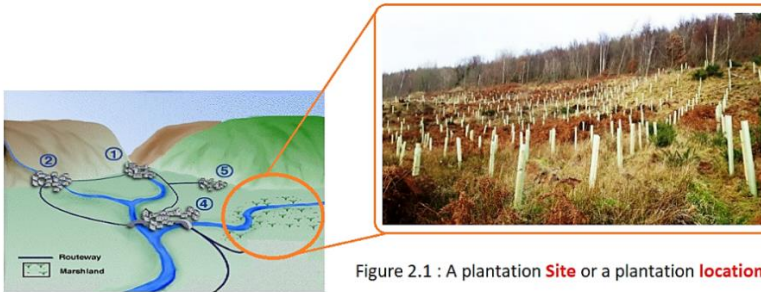 ①
②
⑤
④
Routeway
Marshland
Figure 2.1 : A plantation Site or a plantation location